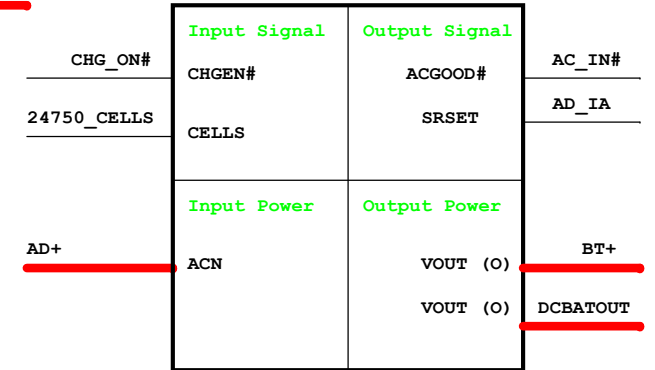 Input Signal Output Signal
CHG_ON# CHGEN# ACGOOD# AC_IN#
24750_CELLS CELLS SRSET AD_IA
Input Power Output Power
AD+ ACN VOUT (O) BT+
VOUT (O) DCBATOUT